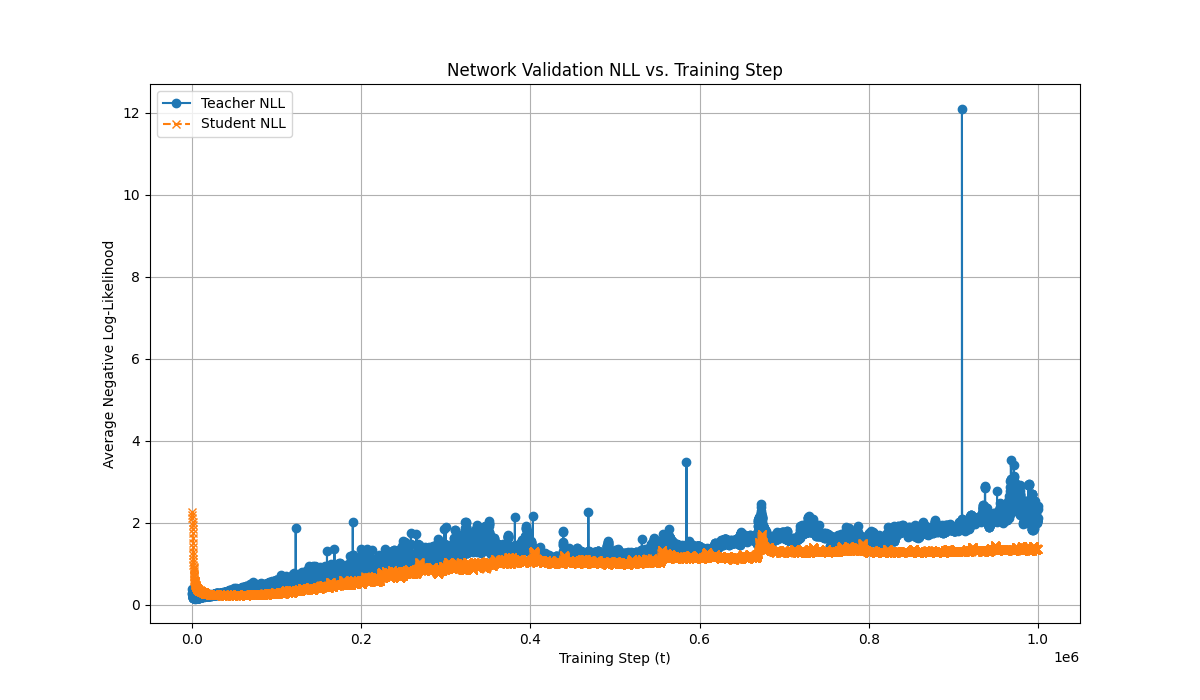 Network Validation NLL vs. Training Step
Teacher NLL
Student NLL
Average Negative Log-Likelihood
12
10
8
6
4
2
0
0.0 0.2 0.4 0.6 0.8 1.0
1e6
Training Step (t)